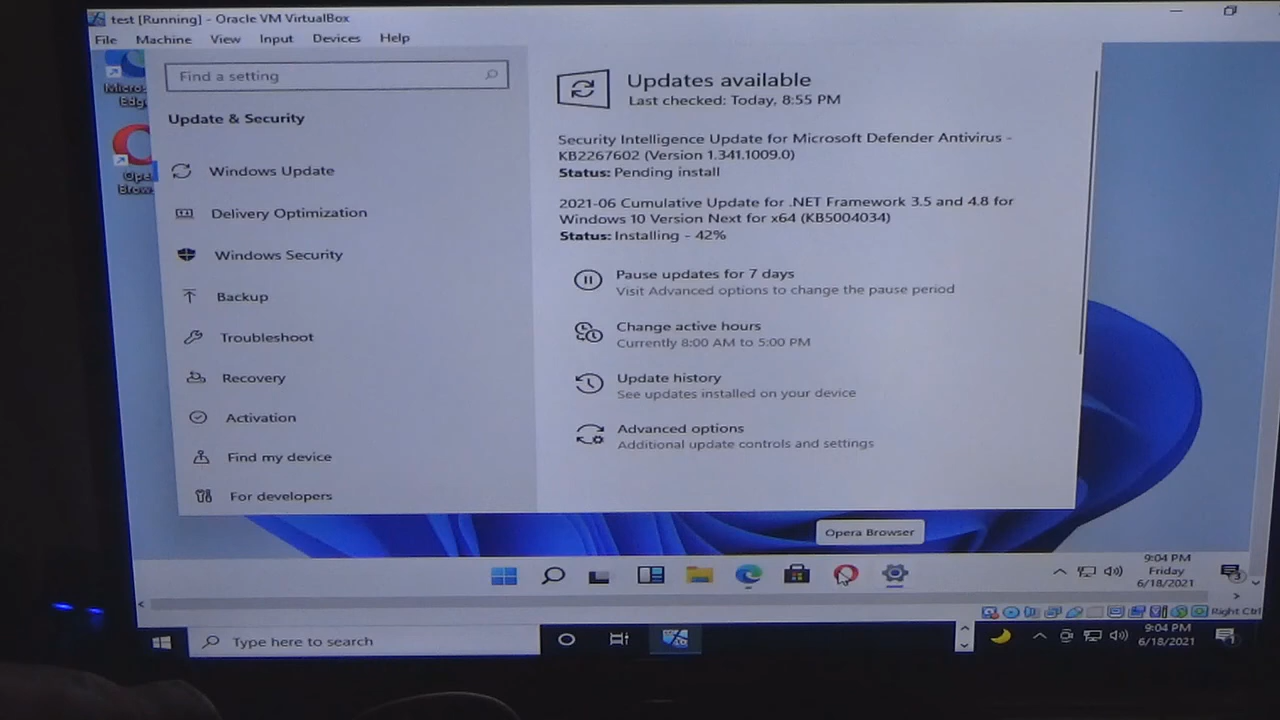 test [Running] - Oracle VM VirtualBox
File Machine View Input Devices Help
Find a setting
Update & Security
Windows Update
Delivery Optimization
Windows Security
Backup
Troubleshoot
Recovery
Activation
Find my device
For developers
Updates available
Last checked: Today, 8:55 PM
Security Intelligence Update for Microsoft Defender Antivirus -
KB2267602 (Version 1.341.1009.0)
Status: Pending install
2021-06 Cumulative Update for .NET Framework 3.5 and 4.8 for
Windows 10 Version Next for x64 (KB5004034)
Status: Installing - 42%
Pause updates for 7 days
Visit Advanced options to change the pause period
Change active hours
Currently 8:00 AM to 5:00 PM
Update history
See updates installed on your device
Advanced options
Additional update controls and settings
Opera Browser
9:04 PM
Friday
6/18/2021
3
Right Ctrl
Type here to search
9:04 PM
6/18/2021
1